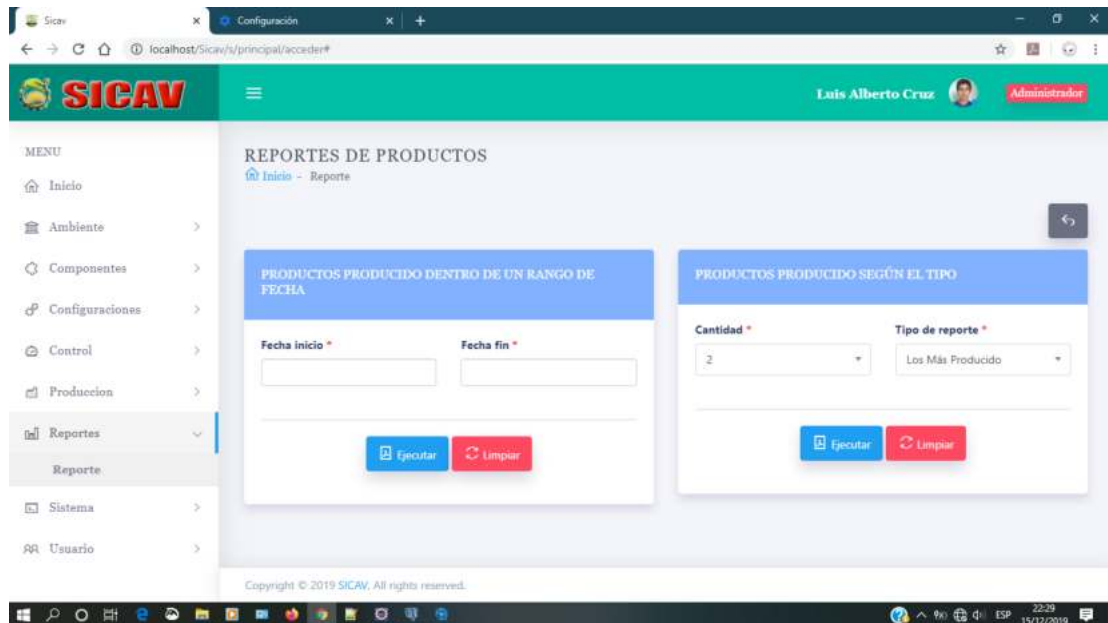 Sicav
Configuración
localhost/Sicav/s/principal/acceder#
SICAV
Luis Alberto Cruz
Administrador
MENU
Inicio
Ambiente
Componentes
Configuraciones
Control
Produccion
Reportes
Reporte
Sistema
Usuario
REPORTES DE PRODUCTOS
Inicio - Reporte
PRODUCTOS PRODUCIDO DENTRO DE UN RANGO DE
FECHA
Fecha inicio *
Fecha fin *
Ejecutar
Limpiar
PRODUCTOS PRODUCIDO SEGÚN EL TIPO
Cantidad *
Tipo de reporte *
2
Los Más Producido
Ejecutar
Limpiar
Copyright © 2019 SICAV, All rights reserved.
ESP
22:29
15/12/2019